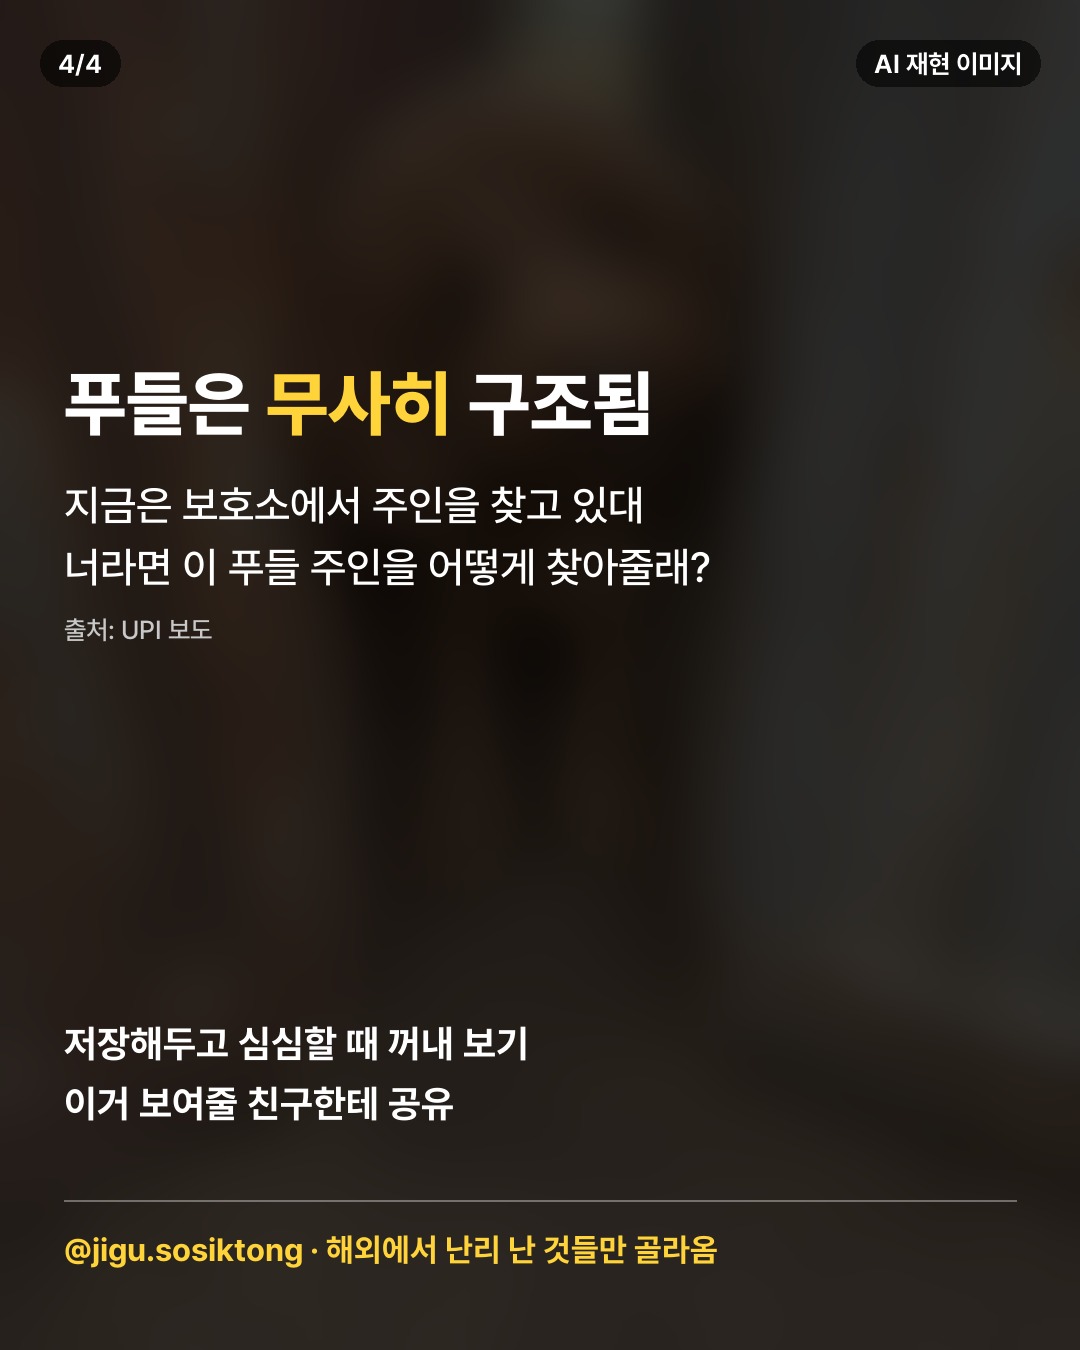 4/4
AI 재현 이미지
푸들은 무사히 구조됨
지금은 보호소에서 주인을 찾고 있대
너라면 이 푸들 주인을 어떻게 찾아줄래?
출처: UPI 보도
저장해두고 심심할 때 꺼내 보기
이거 보여줄 친구한테 공유
@jigu.sosiktong · 해외에서 난리 난 것들만 골라옴